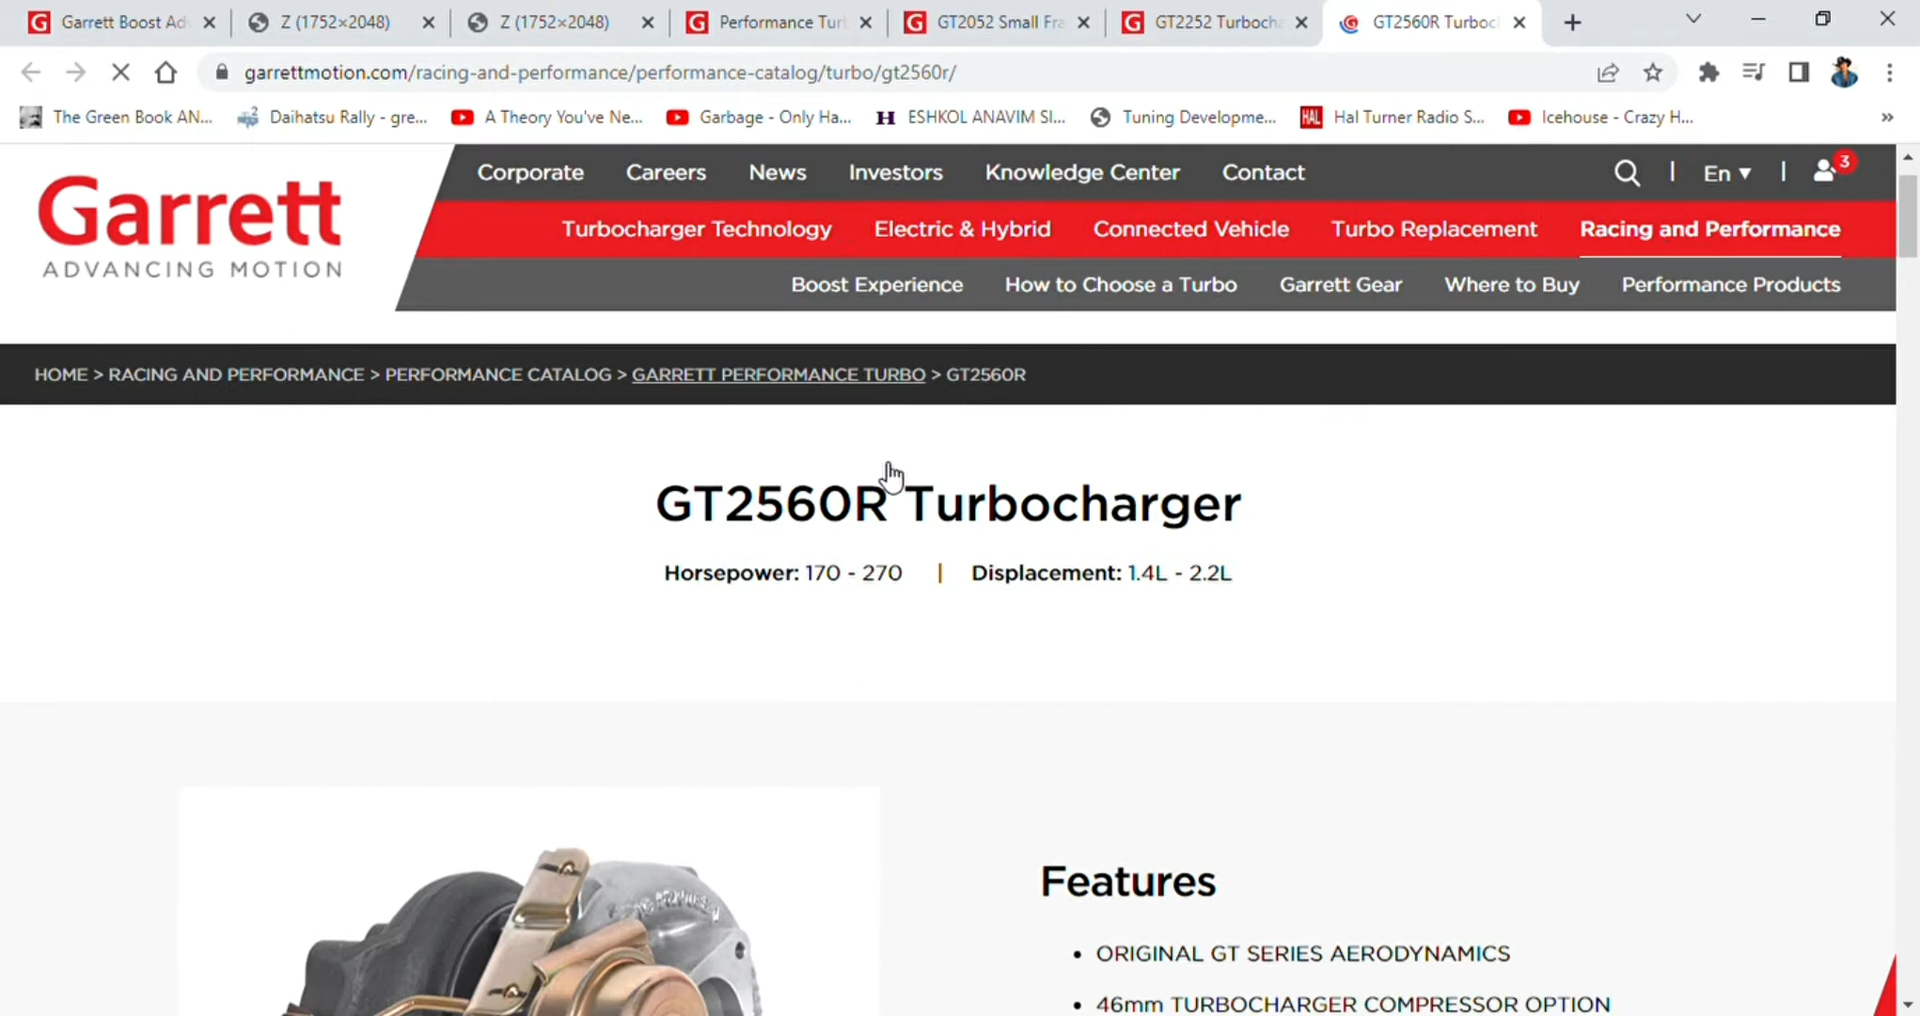 Garrett Boost Ad
Z (1752×2048)
Z (1752×2048)
Performance Tur
GT2052 Small Fra
GT2252 Turbocha
GT2560R Turboc
garrettmotion.com/racing-and-performance/performance-catalog/turbo/gt2560r/
The Green Book AN...
Daihatsu Rally - gre...
A Theory You've Ne...
Garbage - Only Ha...
H ESHKOL ANAVIM SI...
Tuning Developme...
HAL Hal Turner Radio S...
Icehouse - Crazy H...
Garrett
ADVANCING MOTION
Corporate
Careers
News
Investors
Knowledge Center
Contact
En
3
Turbocharger Technology
Electric & Hybrid
Connected Vehicle
Turbo Replacement
Racing and Performance
Boost Experience
How to Choose a Turbo
Garrett Gear
Where to Buy
Performance Products
HOME > RACING AND PERFORMANCE > PERFORMANCE CATALOG > GARRETT PERFORMANCE TURBO > GT2560R
GT2560R Turbocharger
Horsepower: 170 - 270 | Displacement: 1.4L - 2.2L
Features
• ORIGINAL GT SERIES AERODYNAMICS
• 46mm TURBOCHARGER COMPRESSOR OPTION